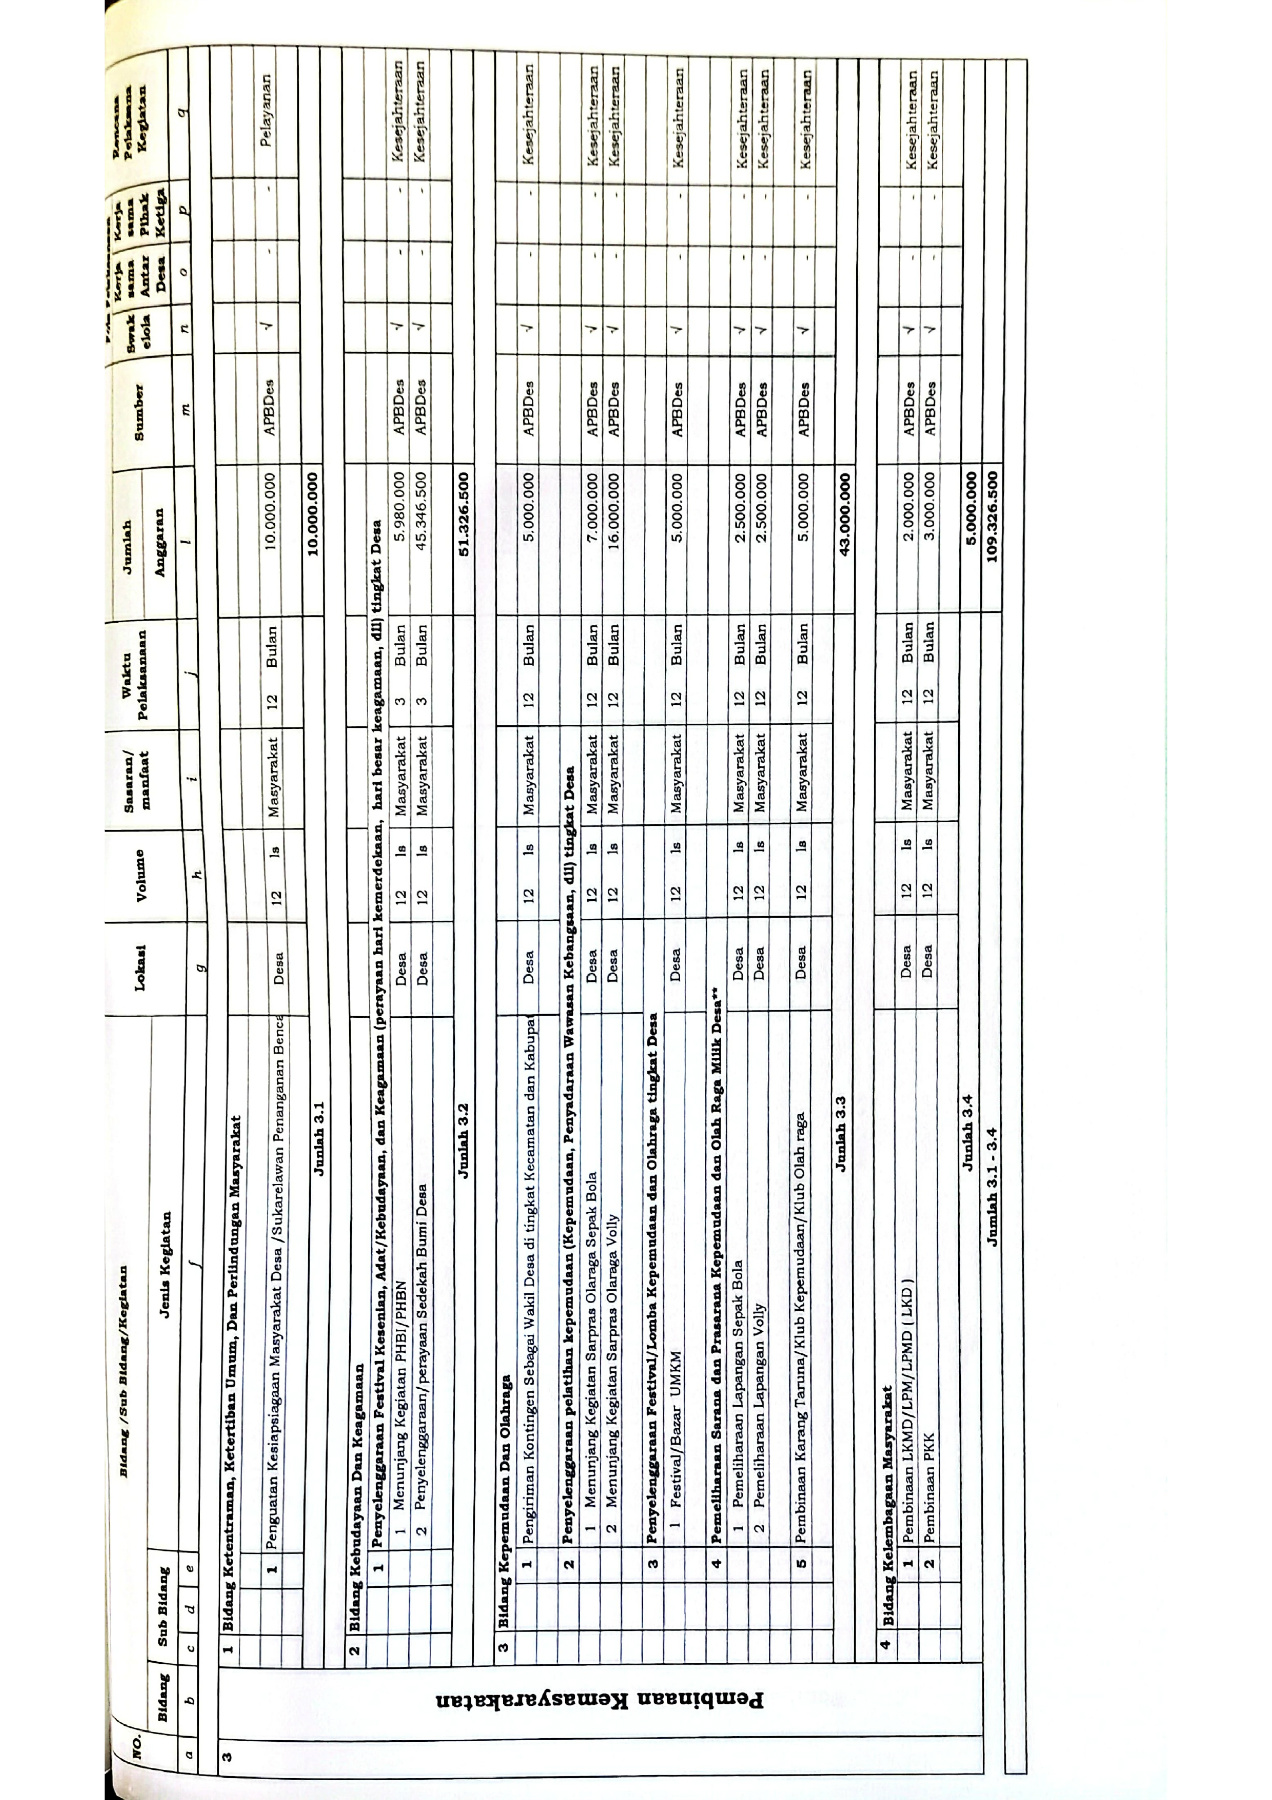 NO.
Bidang /Sub Bidang/Kegiatan
Lokasi
Volume
Sasaran/ manfaat
Waktu Pelaksanaan
Jumlah
Sumber
Swak elola
Kerja sama Antar Desa
Kerja sama Pihak Ketiga
Rencana Pelaksana Kegiatan
Bidang
Sub Bidang
Jenis Kegiatan
Anggaran
a b c d e f g h i j l m n o p q
3
Pembinaan Kemasyarakatan
1 Bidang Ketentraman, Ketertiban Umum, Dan Perlindungan Masyarakat
1 Penguatan Kesiapsiagaan Masyarakat Desa /Sukarelawan Penanganan Benca Desa 12 ls Masyarakat 12 Bulan 10.000.000 APBDes √ - - Pelayanan
Junlah 3.1 10.000.000
2 Bidang Kebudayaan Dan Keagamaan
1 Penyelenggaraan Festival Kesenian, Adat/Kebudayaan, dan Keagamaan (perayaan hari kemerdekaan, hari besar keagamaan, dll) tingkat Desa
1 Menunjang Kegiatan PHBI/PHBN Desa 12 ls Masyarakat 3 Bulan 5.980.000 APBDes √ - - Kesejahteraan
2 Penyelenggaraan/perayaan Sedekah Bumi Desa Desa 12 ls Masyarakat 3 Bulan 45.346.500 APBDes √ - - Kesejahteraan
Junlah 3.2 51.326.500
3 Bidang Kepemudaan Dan Olahraga
1 Pengiriman Kontingen Sebagai Wakil Desa di tingkat Kecamatan dan Kabupat Desa 12 ls Masyarakat 12 Bulan 5.000.000 APBDes √ - - Kesejahteraan
2 Penyelenggaraan pelatihan kepemudaan (Kepemudaan, Penyadaraan Wawasan Kebangsaan, dll) tingkat Desa
1 Menunjang Kegiatan Sarpras Olaraga Sepak Bola Desa 12 ls Masyarakat 12 Bulan 7.000.000 APBDes √ - - Kesejahteraan
2 Menunjang Kegiatan Sarpras Olaraga Volly Desa 12 ls Masyarakat 12 Bulan 16.000.000 APBDes √ - - Kesejahteraan
3 Penyelenggaraan Festival/Lomba Kepemudaan dan Olahraga tingkat Desa
1 Festival/Bazar UMKM Desa 12 ls Masyarakat 12 Bulan 5.000.000 APBDes √ - - Kesejahteraan
4 Pemeliharaan Sarana dan Prasarana Kepemudaan dan Olah Raga Milik Desa**
1 Pemeliharaan Lapangan Sepak Bola Desa 12 ls Masyarakat 12 Bulan 2.500.000 APBDes √ - - Kesejahteraan
2 Pemeliharaan Lapangan Volly Desa 12 ls Masyarakat 12 Bulan 2.500.000 APBDes √ - - Kesejahteraan
5 Pembinaan Karang Taruna/Klub Kepemudaan/Klub Olah raga Desa 12 ls Masyarakat 12 Bulan 5.000.000 APBDes √ - - Kesejahteraan
Junlah 3.3 43.000.000
4 Bidang Kelembagaan Masyarakat
1 Pembinaan LKMD/LPM/LPMD ( LKD ) Desa 12 ls Masyarakat 12 Bulan 2.000.000 APBDes √ - - Kesejahteraan
2 Pembinaan PKK Desa 12 ls Masyarakat 12 Bulan 3.000.000 APBDes √ - - Kesejahteraan
Junlah 3.4 5.000.000
Jumlah 3.1 - 3.4 109.326.500